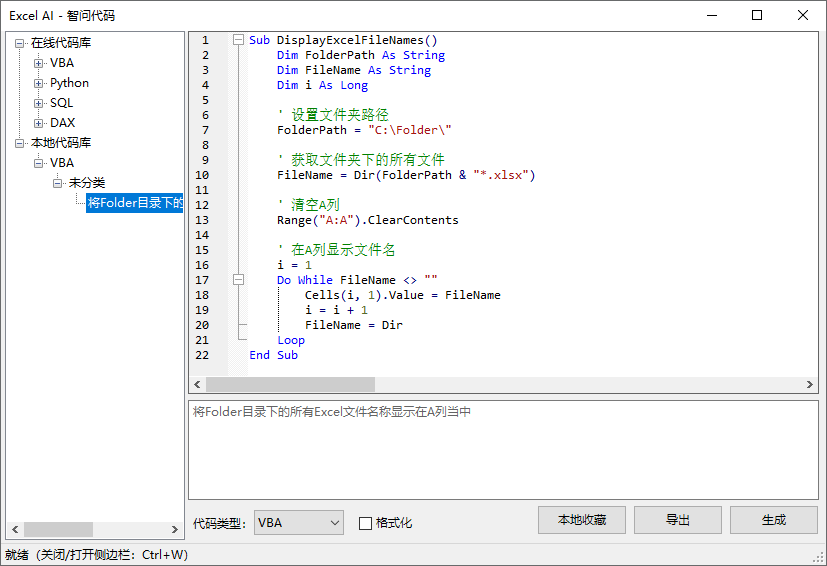 Excel AI - 智问代码
在线代码库
VBA
Python
SQL
DAX
本地代码库
VBA
未分类
将Folder目录下的
1 Sub DisplayExcelFileNames()
2 Dim FolderPath As String
3 Dim FileName As String
4 Dim i As Long
5
6 ' 设置文件夹路径
7 FolderPath = "C:\Folder\"
8
9 ' 获取文件夹下的所有文件
10 FileName = Dir(FolderPath & "*.xlsx")
11
12 ' 清空A列
13 Range("A:A").ClearContents
14
15 ' 在A列显示文件名
16 i = 1
17 Do While FileName <> ""
18 Cells(i, 1).Value = FileName
19 i = i + 1
20 FileName = Dir
21 Loop
22 End Sub
将Folder目录下的所有Excel文件名称显示在A列当中
代码类型: VBA 格式化 本地收藏 导出 生成
就绪（关闭/打开侧边栏：Ctrl+W）